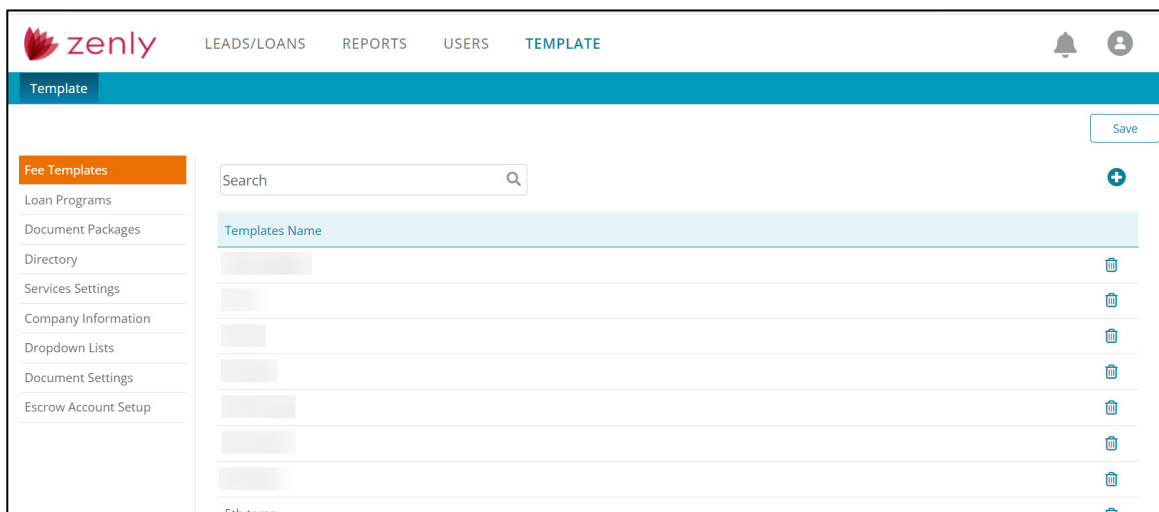 zenly LEADS/LOANS REPORTS USERS TEMPLATE
Template
Save
Fee Templates
Loan Programs
Document Packages
Directory
Services Settings
Company Information
Dropdown Lists
Document Settings
Escrow Account Setup
Search
Templates Name